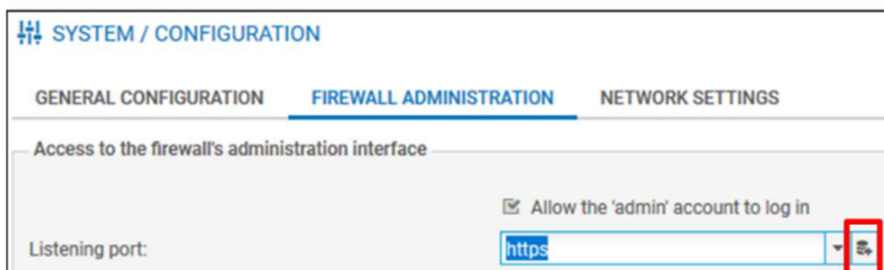 SYSTEM / CONFIGURATION
GENERAL CONFIGURATION FIREWALL ADMINISTRATION NETWORK SETTINGS
Access to the firewall's administration interface
Allow the 'admin' account to log in
Listening port: https